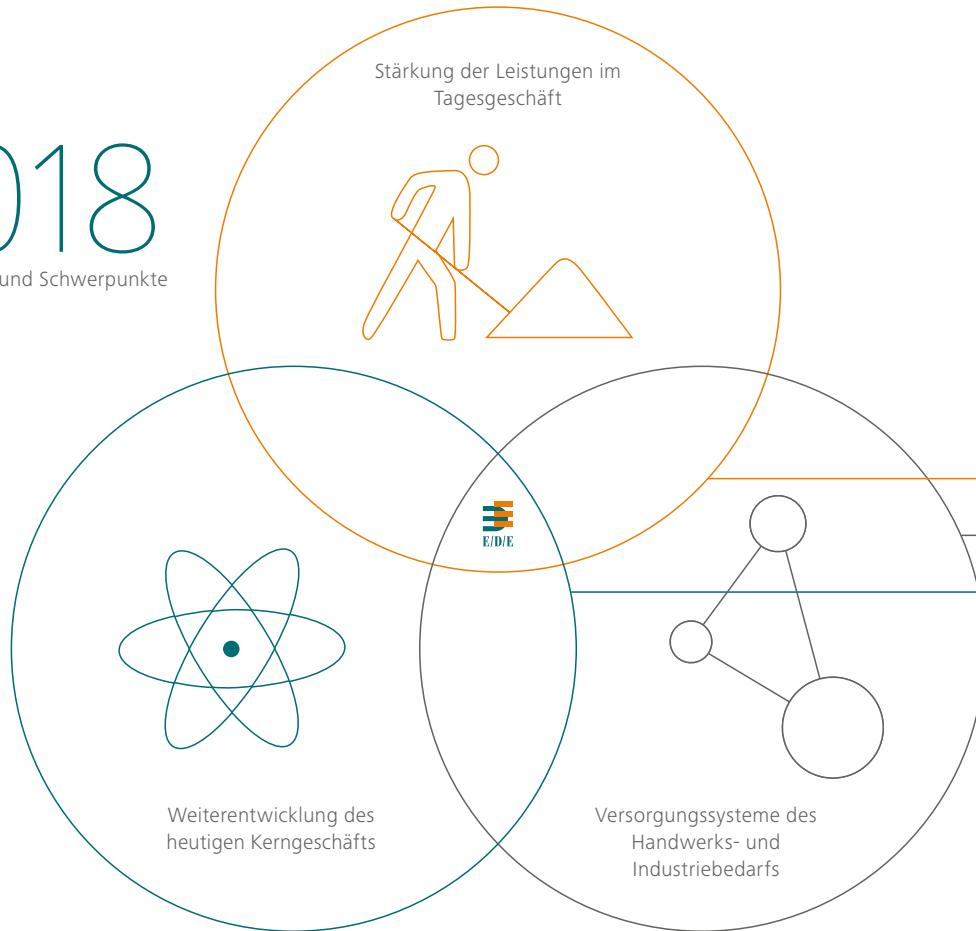 Stärkung der Leistungen im
Tagesgeschäft
018
und Schwerpunkte
E/D/E
Weiterentwicklung des
heutigen Kerngeschäfts
Versorgungssysteme des
Handwerks- und
Industriebedarfs